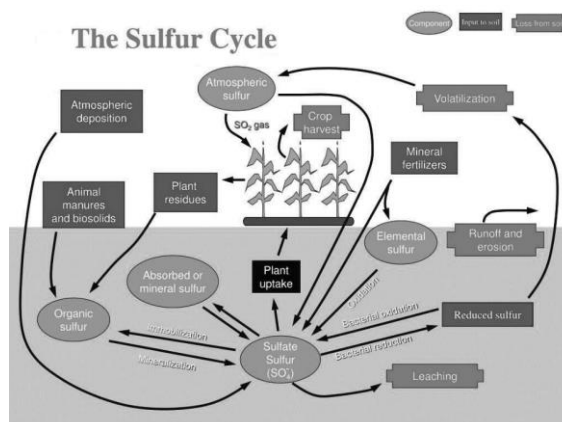 Component
Input to soil
Loss from soil
The Sulfur Cycle
Atmospheric
sulfur
Volatilization
Atmospheric
deposition
SO2 gas
Crop
harvest
Mineral
fertilizers
Animal
manures
and biosolids
Plant
residues
Elemental
sulfur
Runoff and
erosion
Absorbed or
mineral sulfur
Plant
uptake
Oxidation
Organic
sulfur
Immobilization
Bacterial oxidation
Reduced sulfur
Mineralization
Sulfate
Sulfur
(SO4-)
Bacterial reduction
Leaching